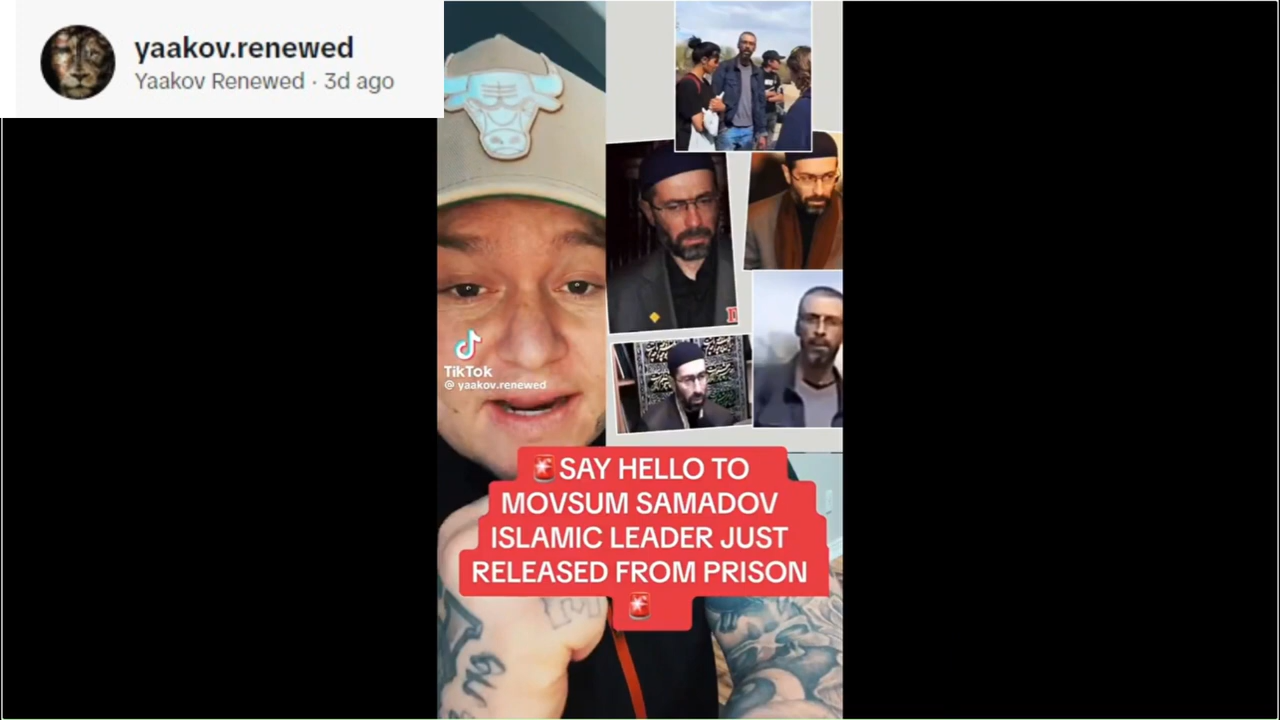 yaakov.renewed
Yaakov Renewed · 3d ago
TikTok
@ yaakov.renewed
🚨SAY HELLO TO
MOVSUM SAMADOV
ISLAMIC LEADER JUST
RELEASED FROM PRISON
🚨